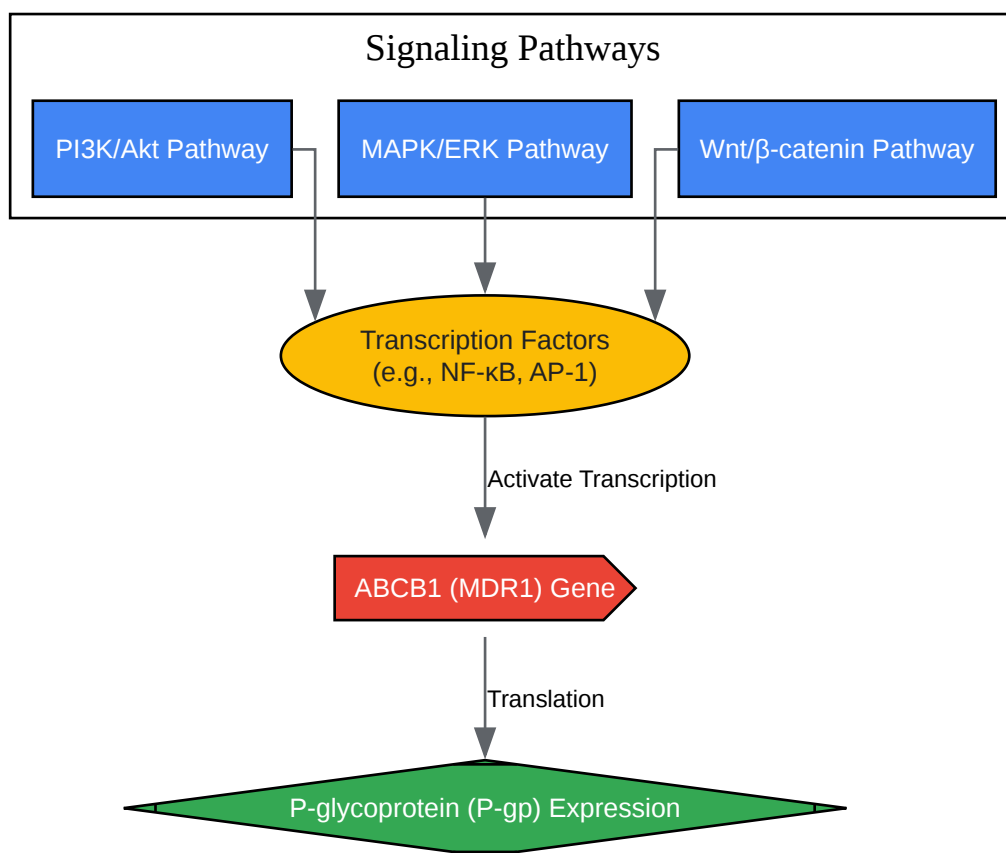 Signaling Pathways
PI3K/Akt Pathway
MAPK/ERK Pathway
Wnt/β-catenin Pathway
Transcription Factors
(e.g., NF-κB, AP-1)
Activate Transcription
ABCB1 (MDR1) Gene
Translation
P-glycoprotein (P-gp) Expression